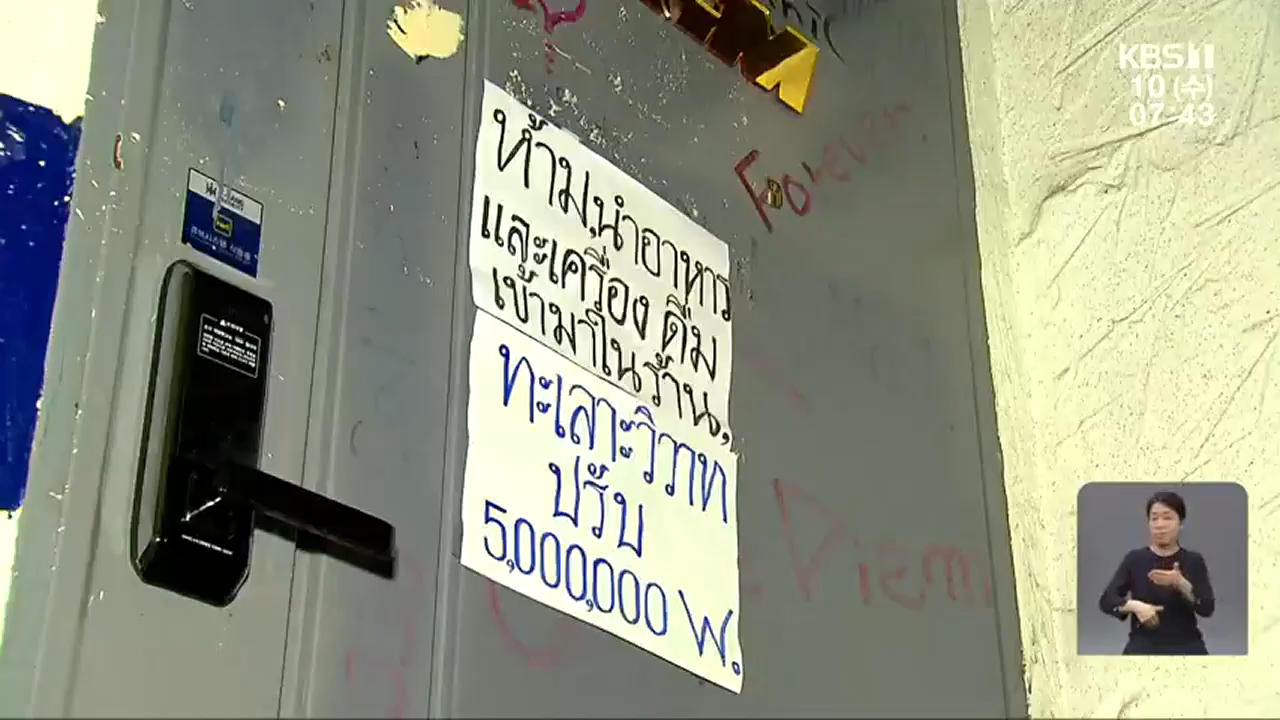 KBS 1
10 (수)
07:43
Forever
ห้ามนำอาหาร
และเครื่องดื่ม
เข้ามาในร้าน,
ทะเลาะวิวาท
ปรับ
5,000,000 W.